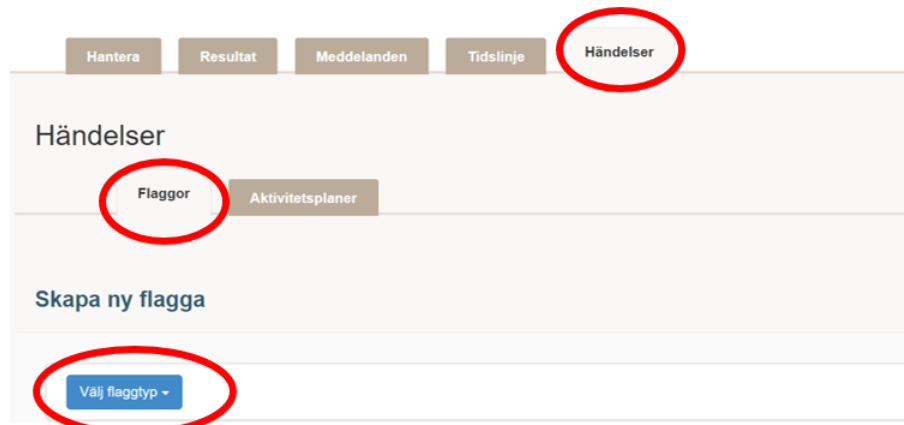 Hantera Resultat Meddelanden Tidslinje Händelser
Händelser
Flaggor Aktivitetsplaner
Skapa ny flagga
Välj flaggtyp